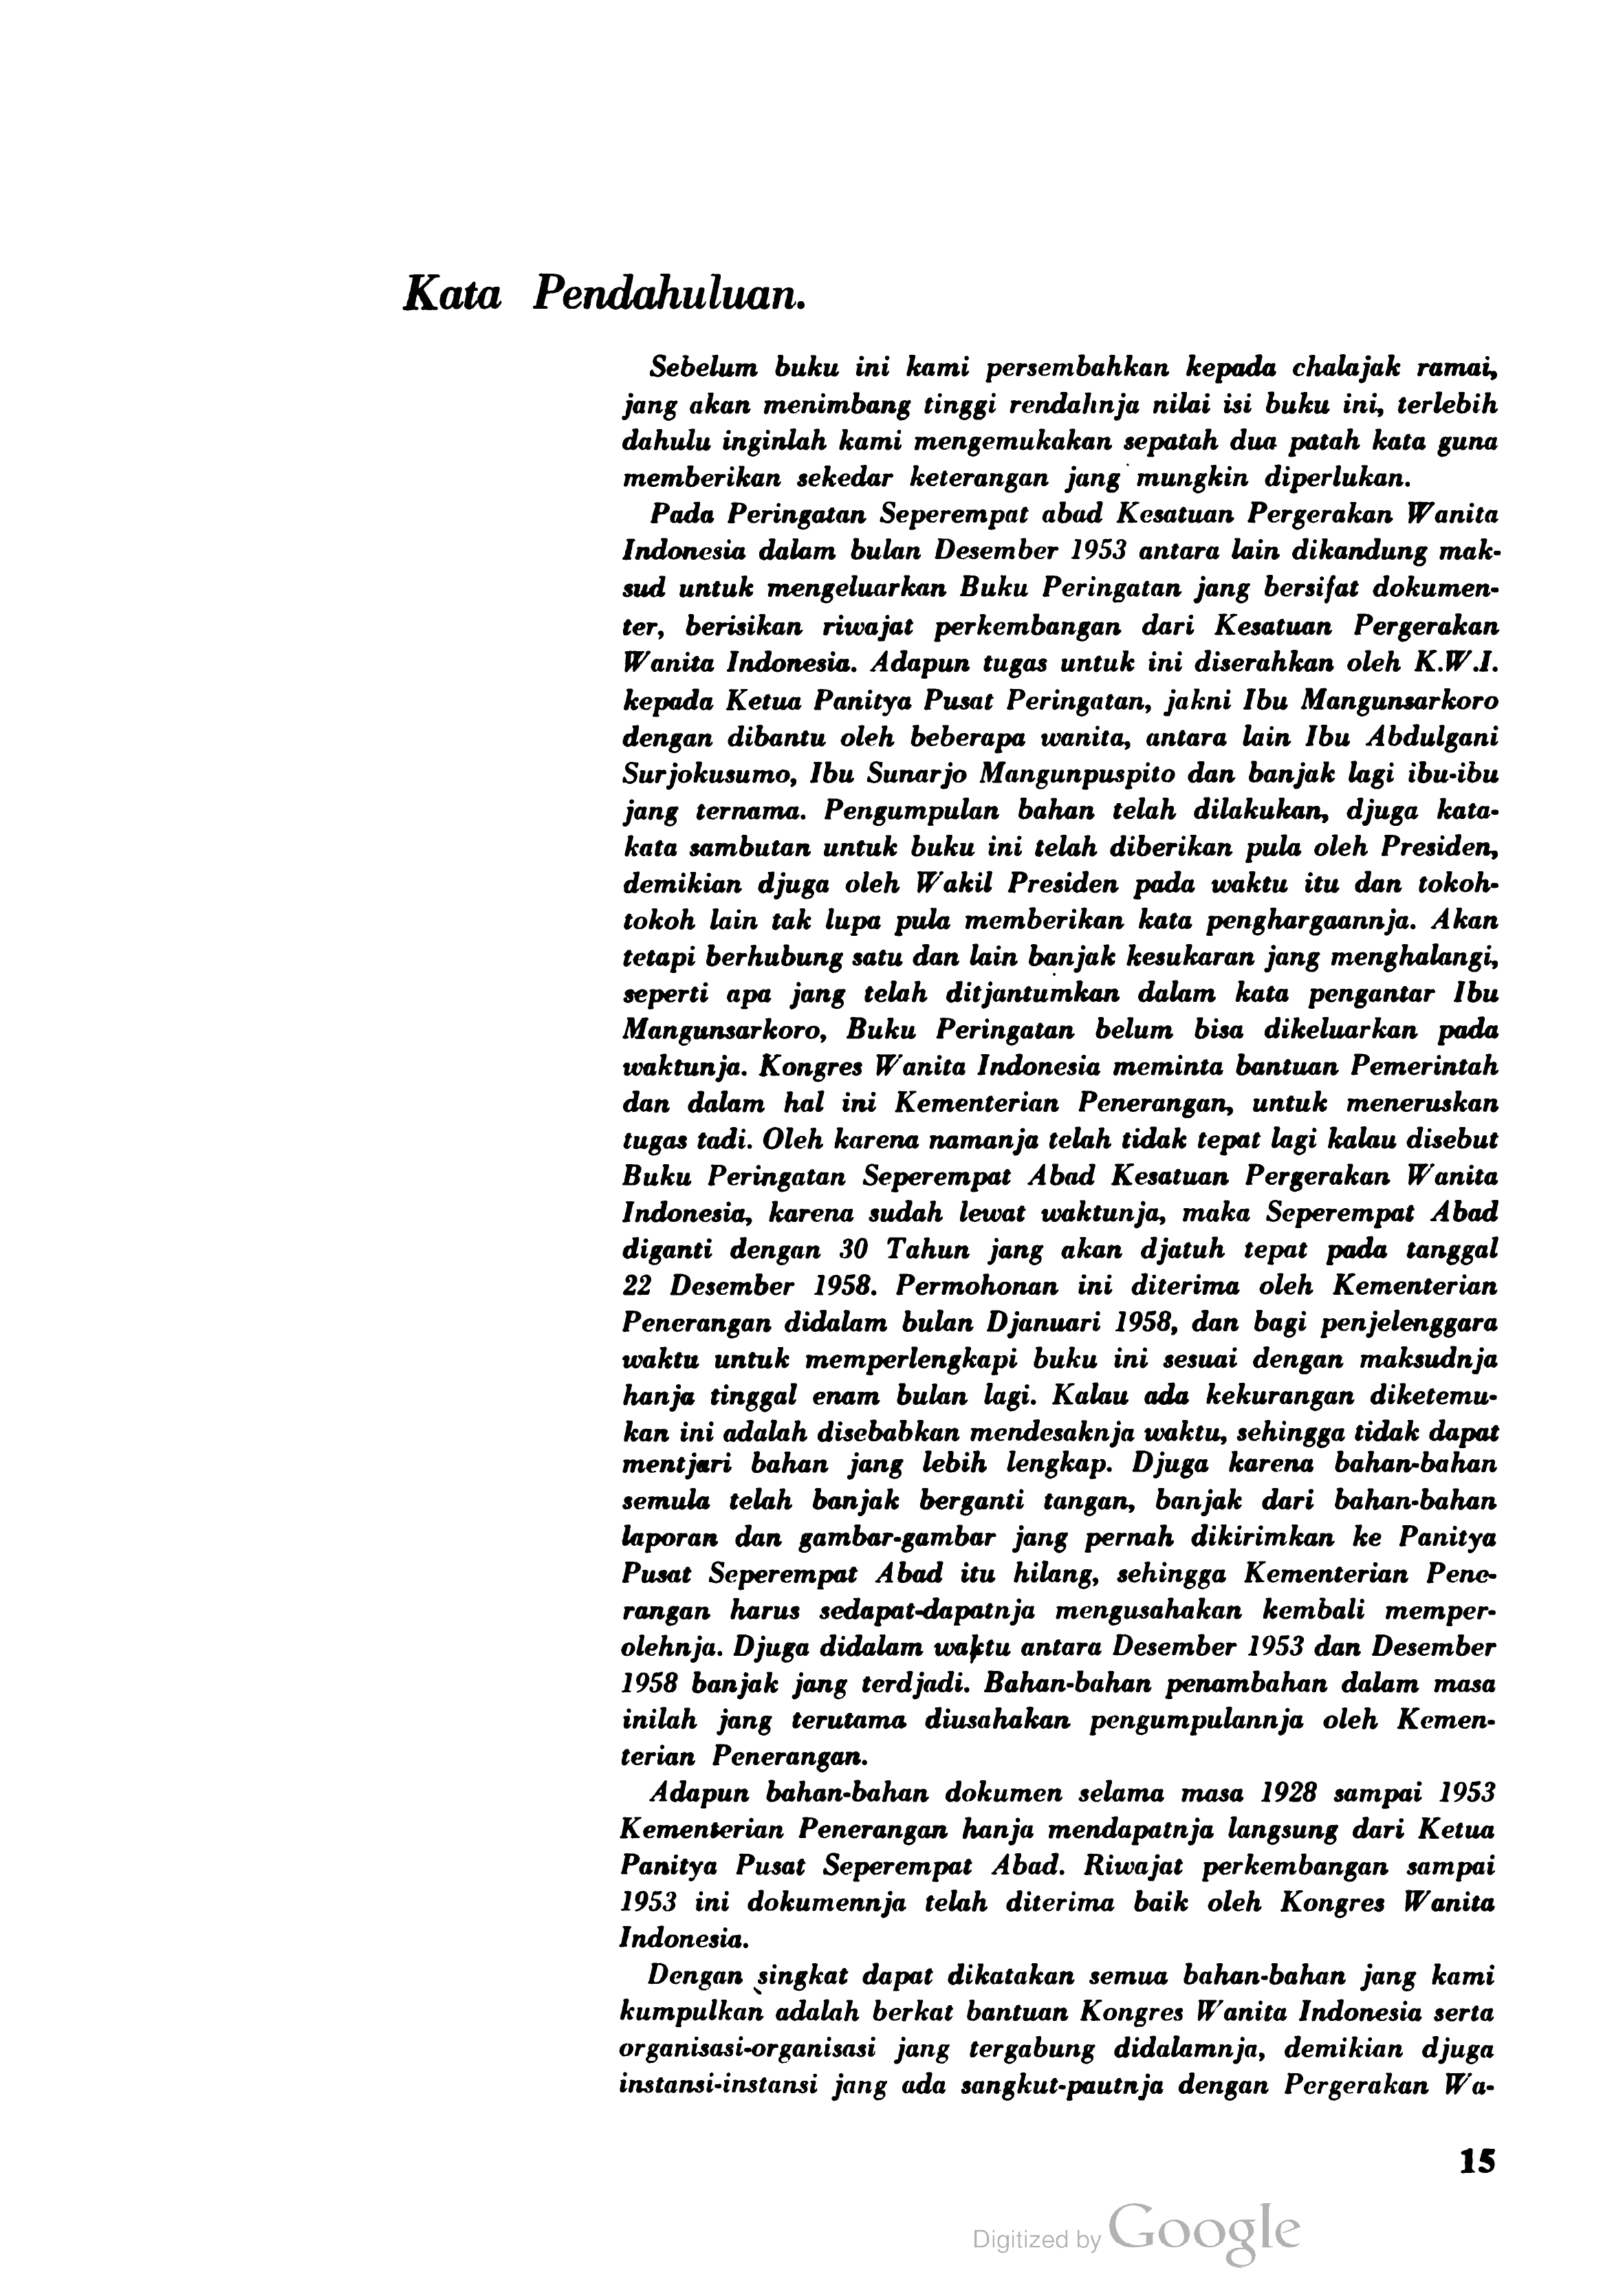 Kata Pendahuluan.
Sebelum buku ini kami persembahkan kepada chalajak ramai,
jang akan menimbang tinggi rendahnja nilai isi buku ini, terlebih
dahulu inginlah kami mengemukakan sepatah dua patah kata guna
memberikan sekedar keterangan jang mungkin diperlukan.
Pada Peringatan Seperempat abad Kesatuan Pergerakan Wanita
Indonesia dalam bulan Desember 1953 antara lain dikandung mak-
sud untuk mengeluarkan Buku Peringatan jang bersifat dokumen-
ter, berisikan riwajat perkembangan dari Kesatuan Pergerakan
Wanita Indonesia. Adapun tugas untuk ini diserahkan oleh K.W.I.
kepada Ketua Panitya Pusat Peringatan, jakni Ibu Mangunsarkoro
dengan dibantu oleh beberapa wanita, antara lain Ibu Abdulgani
Surjokusumo, Ibu Sunarjo Mangunpuspito dan banjak lagi ibu-ibu
jang ternama. Pengumpulan bahan telah dilakukan, djuga kata-
kata sambutan untuk buku ini telah diberikan pula oleh Presiden,
demikian djuga oleh Wakil Presiden pada waktu itu dan tokoh-
tokoh lain tak lupa pula memberikan kata penghargaannja. Akan
tetapi berhubung satu dan lain banjak kesukaran jang menghalangi,
seperti apa jang telah ditjantumkan dalam kata pengantar Ibu
Mangunsarkoro, Buku Peringatan belum bisa dikeluarkan pada
waktunja. Kongres Wanita Indonesia meminta bantuan Pemerintah
dan dalam hal ini Kementerian Penerangan, untuk meneruskan
tugas tadi. Oleh karena namanja telah tidak tepat lagi kalau disebut
Buku Peringatan Seperempat Abad Kesatuan Pergerakan Wanita
Indonesia, karena sudah lewat waktunja, maka Seperempat Abad
diganti dengan 30 Tahun jang akan djatuh tepat pada tanggal
22 Desember 1958. Permohonan ini diterima oleh Kementerian
Penerangan didalam bulan Djanuari 1958, dan bagi penjelenggara
waktu untuk memperlengkapi buku ini sesuai dengan maksudnja
hanja tinggal enam bulan lagi. Kalau ada kekurangan diketemu-
kan ini adalah disebabkan mendesaknja waktu, sehingga tidak dapat
mentjari bahan jang lebih lengkap. Djuga karena bahan-bahan
semula telah banjak berganti tangan, banjak dari bahan-bahan
laporan dan gambar-gambar jang pernah dikirimkan ke Panitya
Pusat Seperempat Abad itu hilang, sehingga Kementerian Pene-
rangan harus sedapat-dapatnja mengusahakan kembali memper-
olehnja. Djuga didalam waktu antara Desember 1953 dan Desember
1958 banjak jang terdjadi. Bahan-bahan penambahan dalam masa
inilah jang terutama diusahakan pengumpulannja oleh Kemen-
terian Penerangan.
Adapun bahan-bahan dokumen selama masa 1928 sampai 1953
Kementerian Penerangan hanja mendapatnja langsung dari Ketua
Panitya Pusat Seperempat Abad. Riwajat perkembangan sampai
1953 ini dokumennja telah diterima baik oleh Kongres Wanita
Indonesia.
Dengan singkat dapat dikatakan semua bahan-bahan jang kami
kumpulkan adalah berkat bantuan Kongres Wanita Indonesia serta
organisasi-organisasi jang tergabung didalamnja, demikian djuga
instansi-instansi jang ada sangkut-pautnja dengan Pergerakan Wa-
15
Digitized by Google